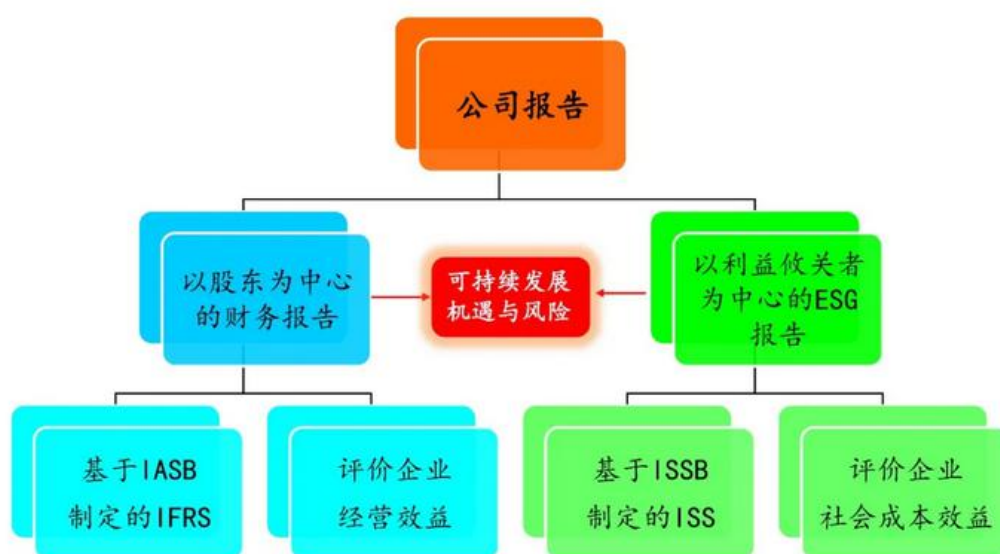 公司报告
以股东为中心
的财务报告
可持续发展
机遇与风险
以利益攸关者
为中心的ESG
报告
基于IASB
制定的IFRS
评价企业
经营效益
基于ISSB
制定的ISS
评价企业
社会成本效益